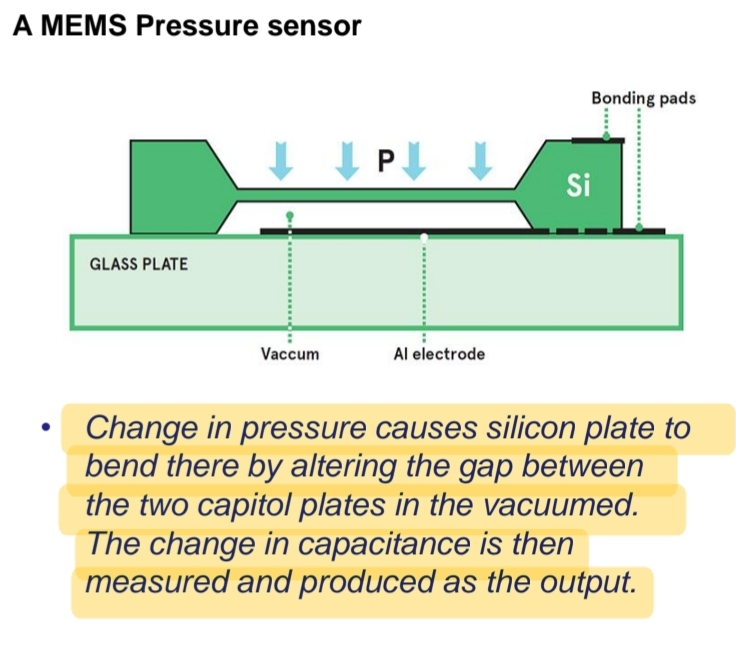 A MEMS Pressure sensor
Bonding pads
P
Si
GLASS PLATE
Vaccum
Al electrode
• Change in pressure causes silicon plate to
bend there by altering the gap between
the two capitol plates in the vacuumed.
The change in capacitance is then
measured and produced as the output.